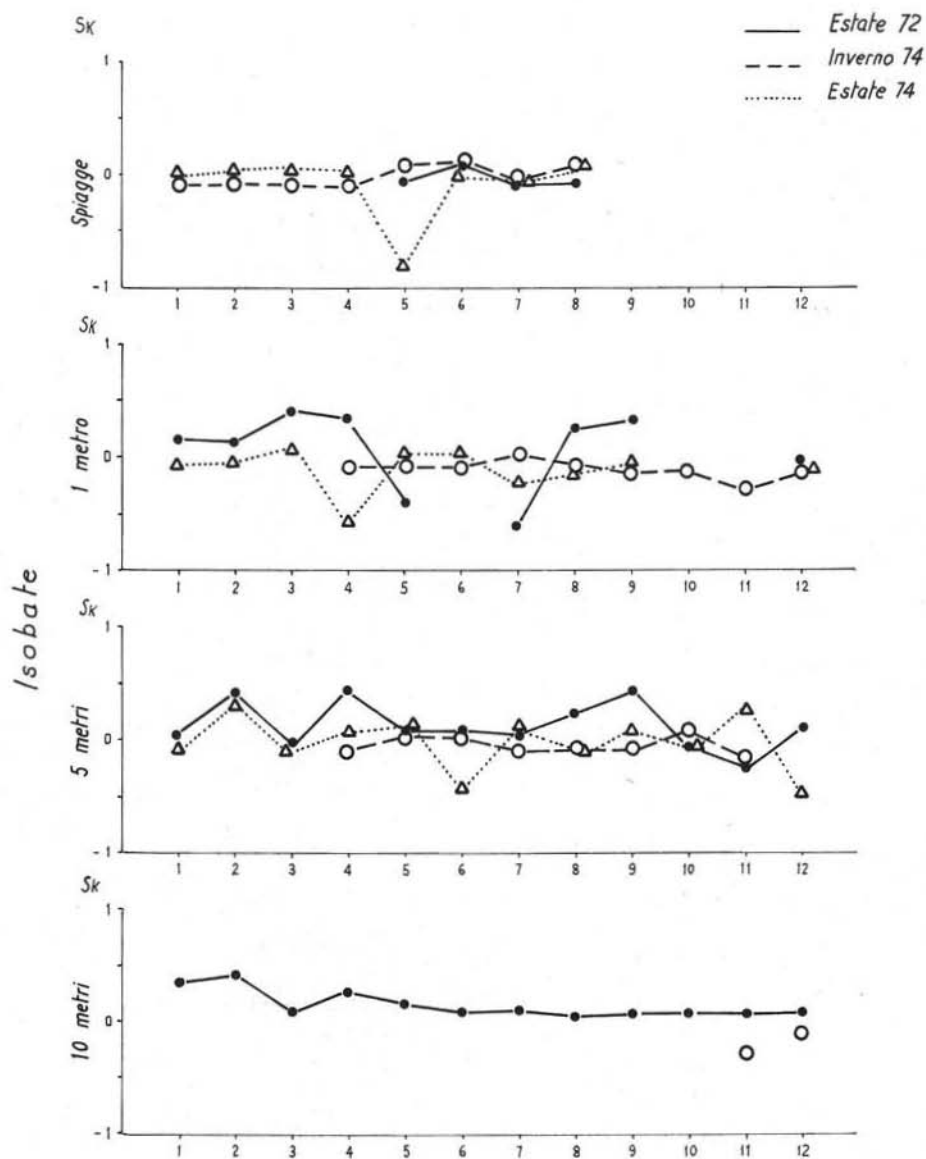 Sk
Estate 72
Inverno 74
Estate 74
1
0
-1
Spiagge
1 2 3 4 5 6 7 8 9 10 11 12
Sk
1
0
-1
1 metro
1 2 3 4 5 6 7 8 9 10 11 12
Isobate
Sk
1
0
-1
5 metri
1 2 3 4 5 6 7 8 9 10 11 12
Sk
1
0
-1
10 metri
1 2 3 4 5 6 7 8 9 10 11 12